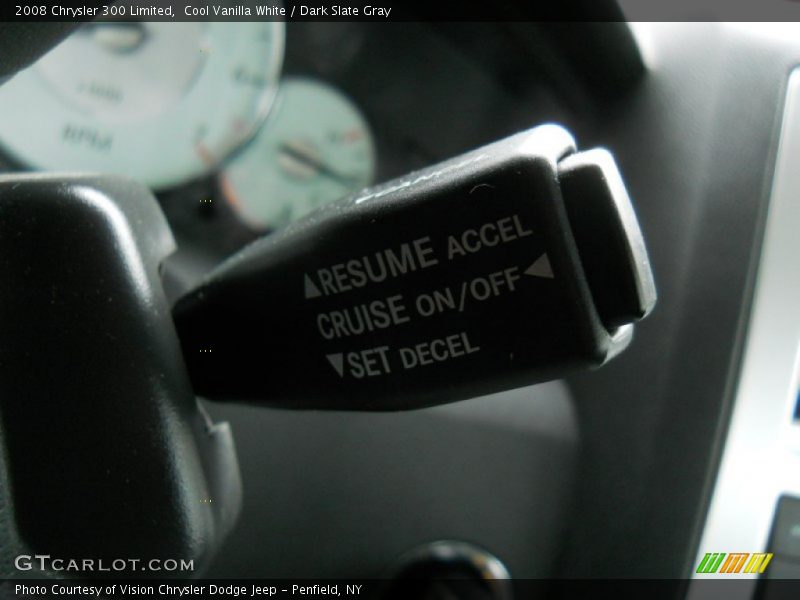 2008 Chrysler 300 Limited,  Cool Vanilla White / Dark Slate Gray
RPM
▲RESUME ACCEL
CRUISE ON/OFF◀
▼SET DECEL
GTCARLOT.COM
Photo Courtesy of Vision Chrysler Dodge Jeep - Penfield, NY